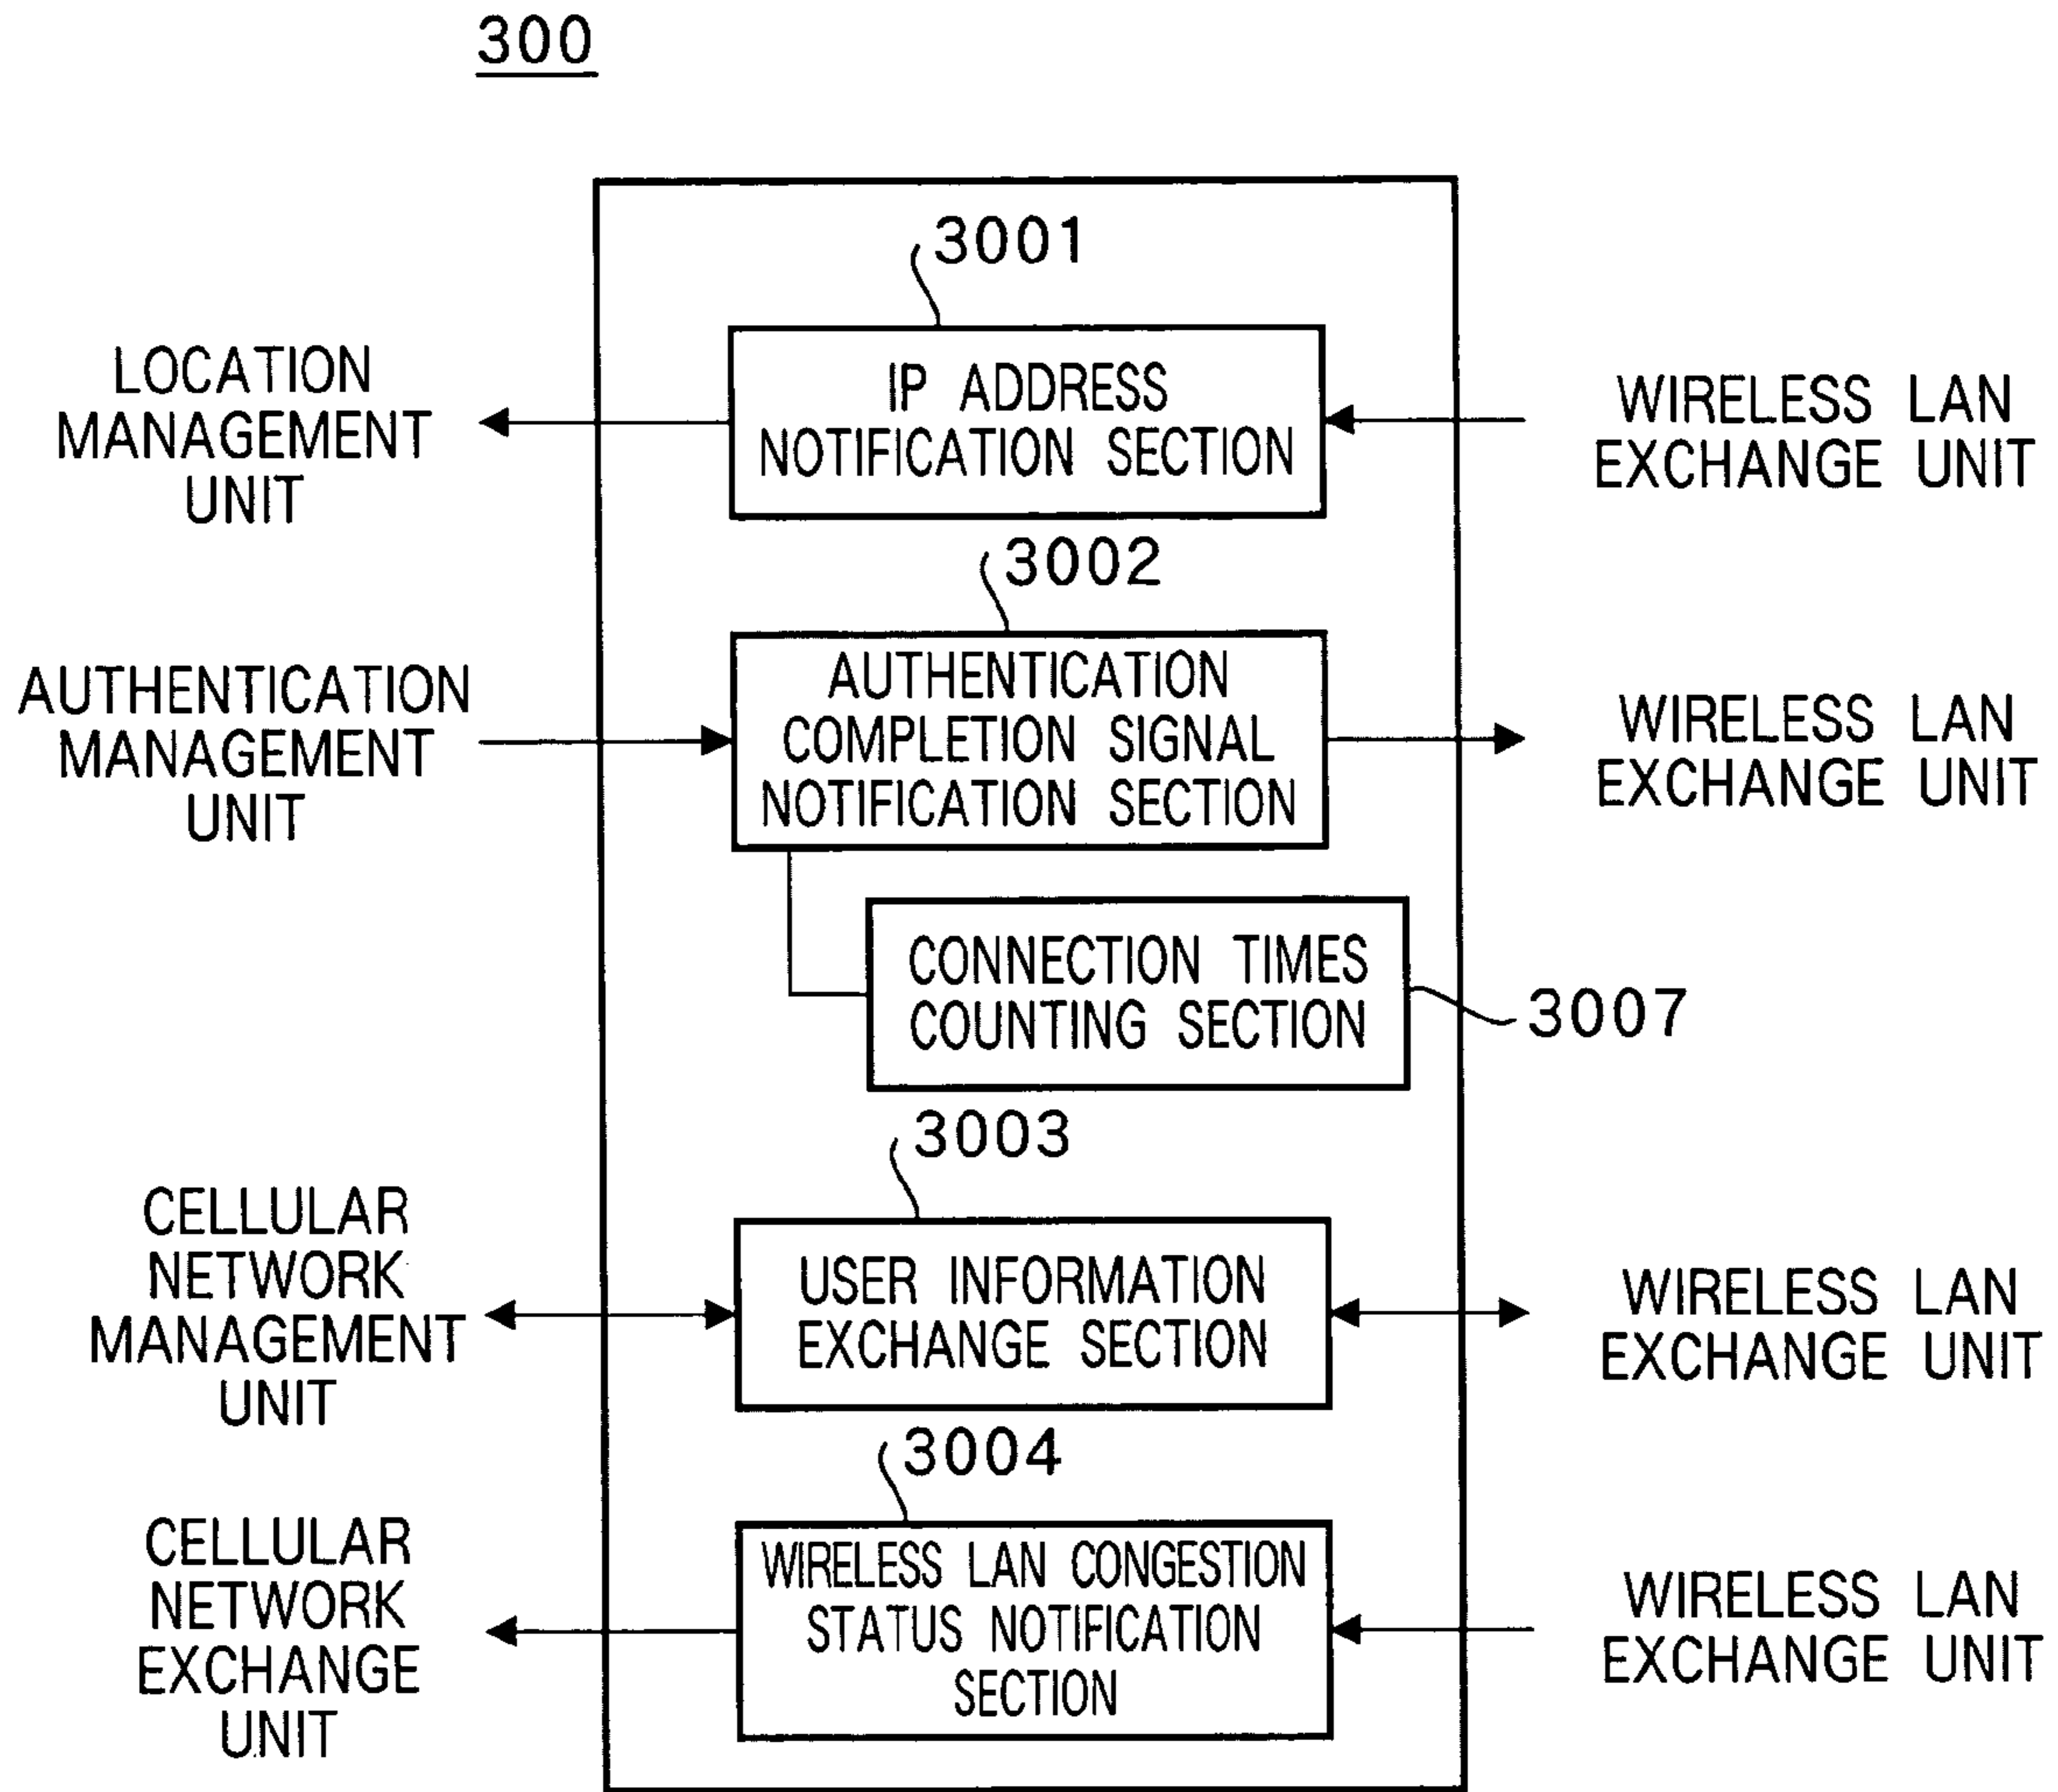 300
3001
LOCATION
MANAGEMENT
UNIT
IP ADDRESS
NOTIFICATION SECTION
WIRELESS LAN
EXCHANGE UNIT
3002
AUTHENTICATION
MANAGEMENT
UNIT
AUTHENTICATION
COMPLETION SIGNAL
NOTIFICATION SECTION
WIRELESS LAN
EXCHANGE UNIT
CONNECTION TIMES
COUNTING SECTION
3007
3003
CELLULAR
NETWORK
MANAGEMENT
UNIT
USER INFORMATION
EXCHANGE SECTION
WIRELESS LAN
EXCHANGE UNIT
3004
CELLULAR
NETWORK
EXCHANGE
UNIT
WIRELESS LAN CONGESTION
STATUS NOTIFICATION
SECTION
WIRELESS LAN
EXCHANGE UNIT